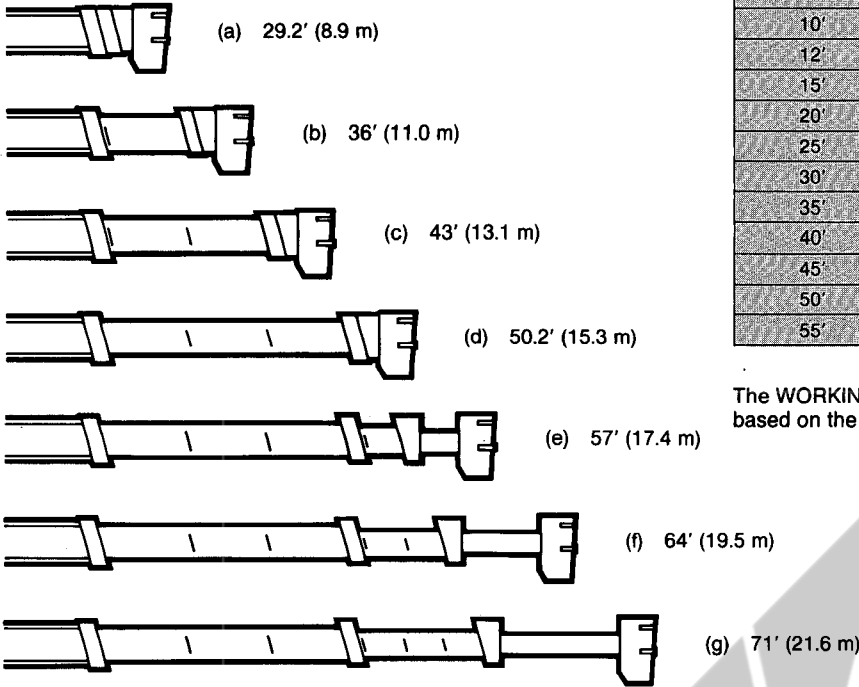 (a) 29.2′ (8.9 m)
(b) 36′ (11.0 m)
(c) 43′ (13.1 m)
(d) 50.2′ (15.3 m)
(e) 57′ (17.4 m)
(f) 64′ (19.5 m)
(g) 71′ (21.6 m)
10′
12′
15′
20′
25′
30′
35′
40′
45′
50′
55′
The WORKIN
based on the